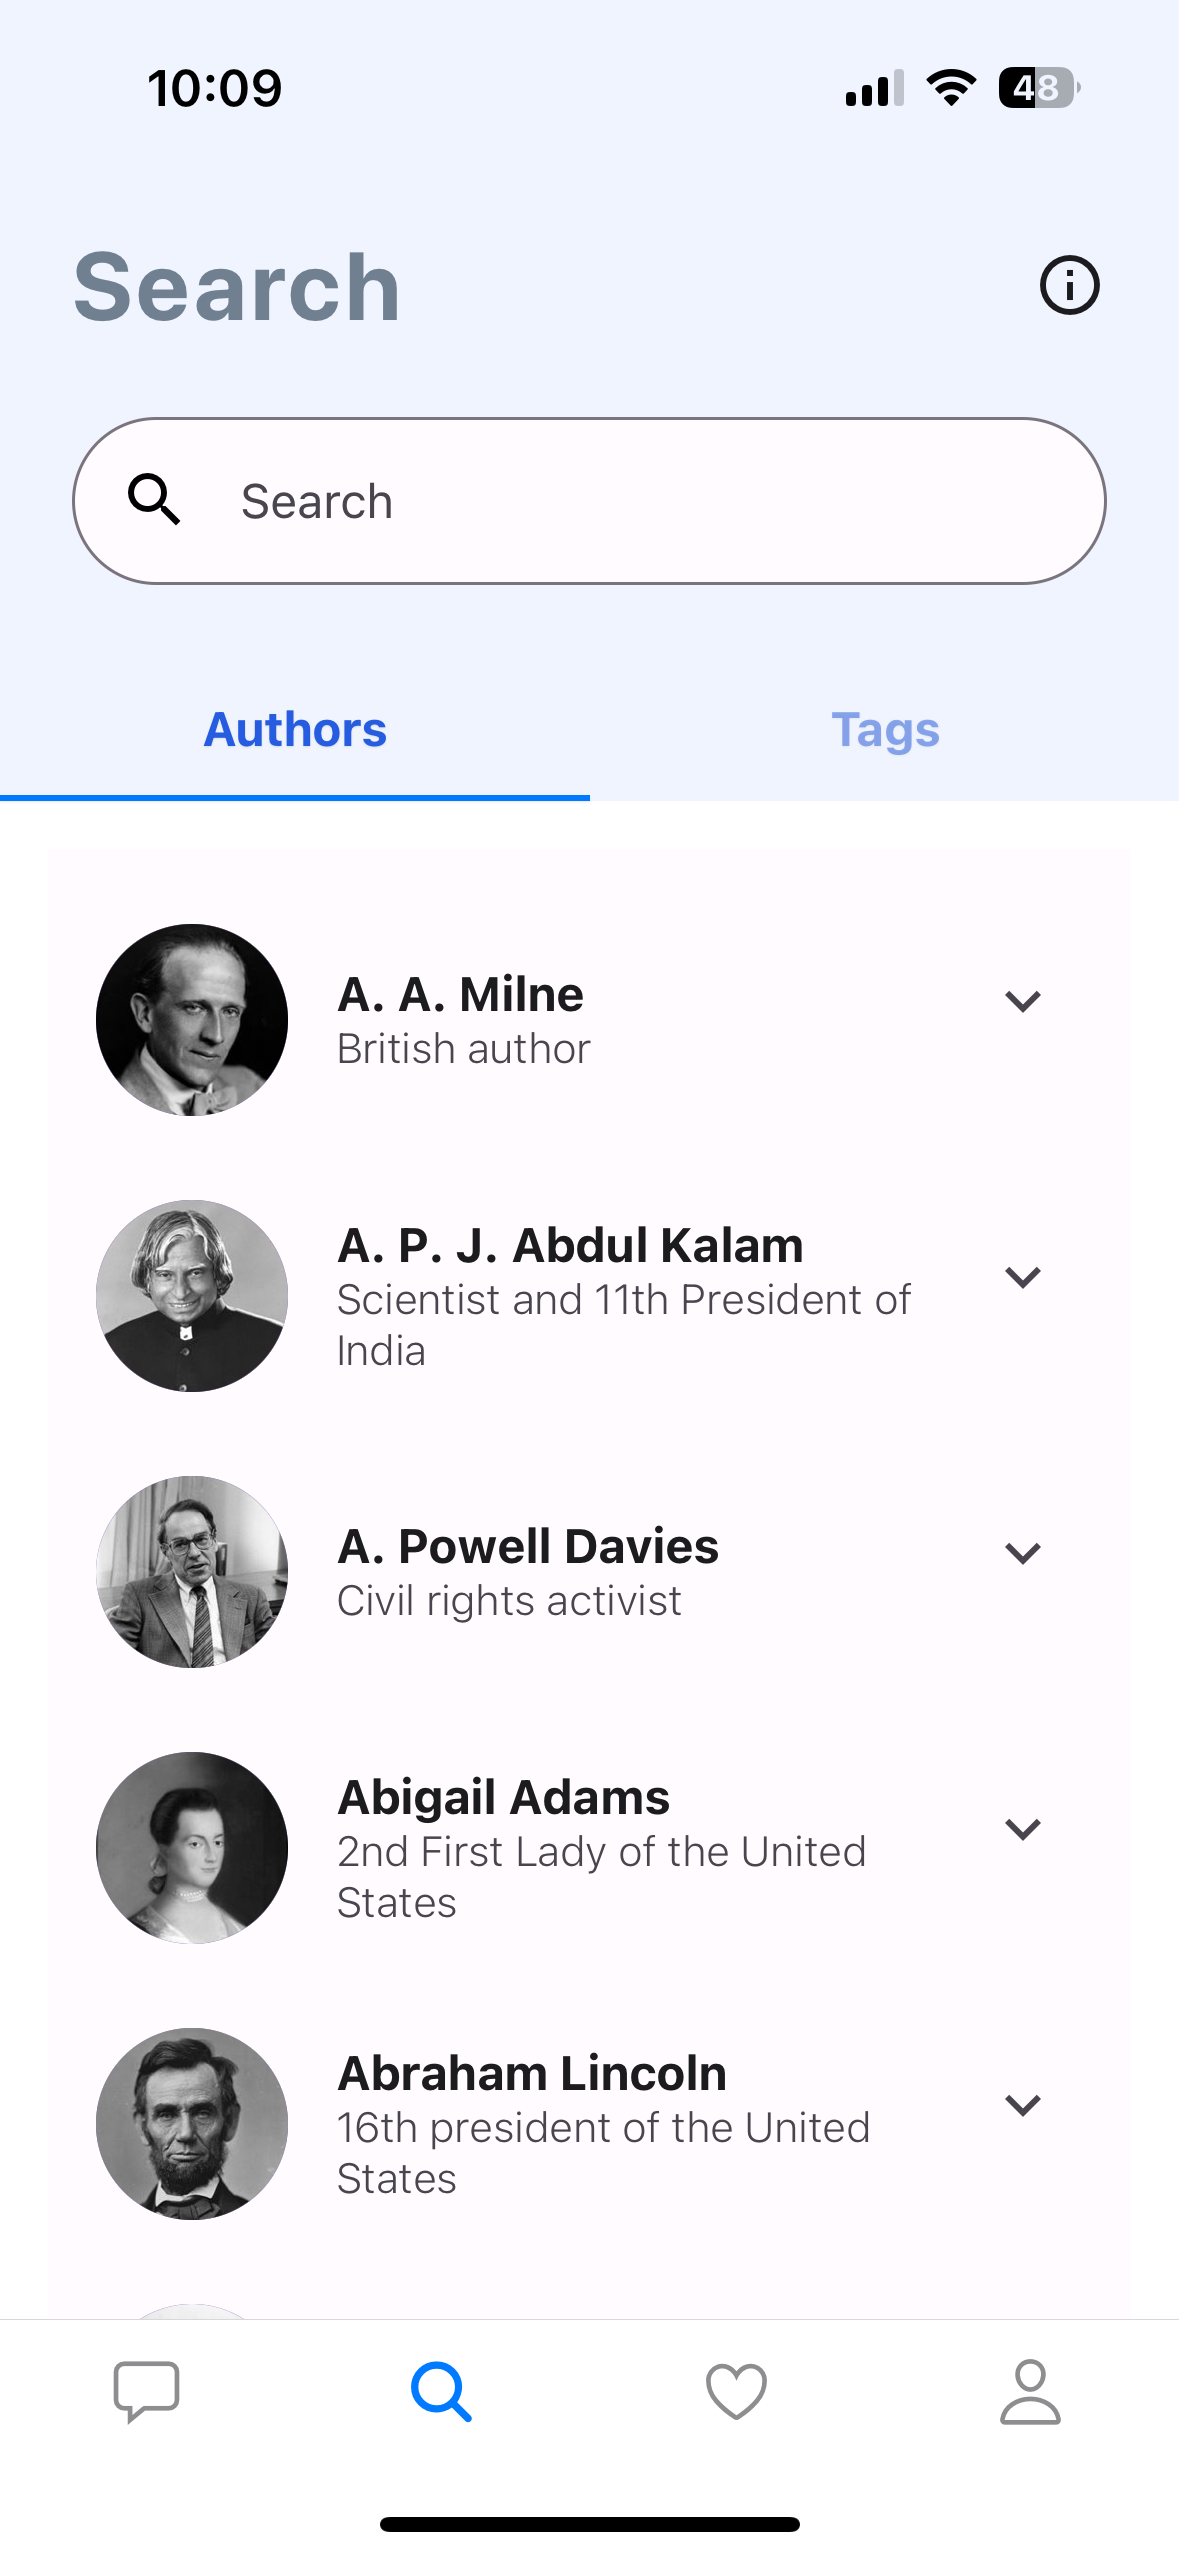 10:09
48
Search
Search
Authors
Tags
A. A. Milne
British author
A. P. J. Abdul Kalam
Scientist and 11th President of
India
A. Powell Davies
Civil rights activist
Abigail Adams
2nd First Lady of the United
States
Abraham Lincoln
16th president of the United
States